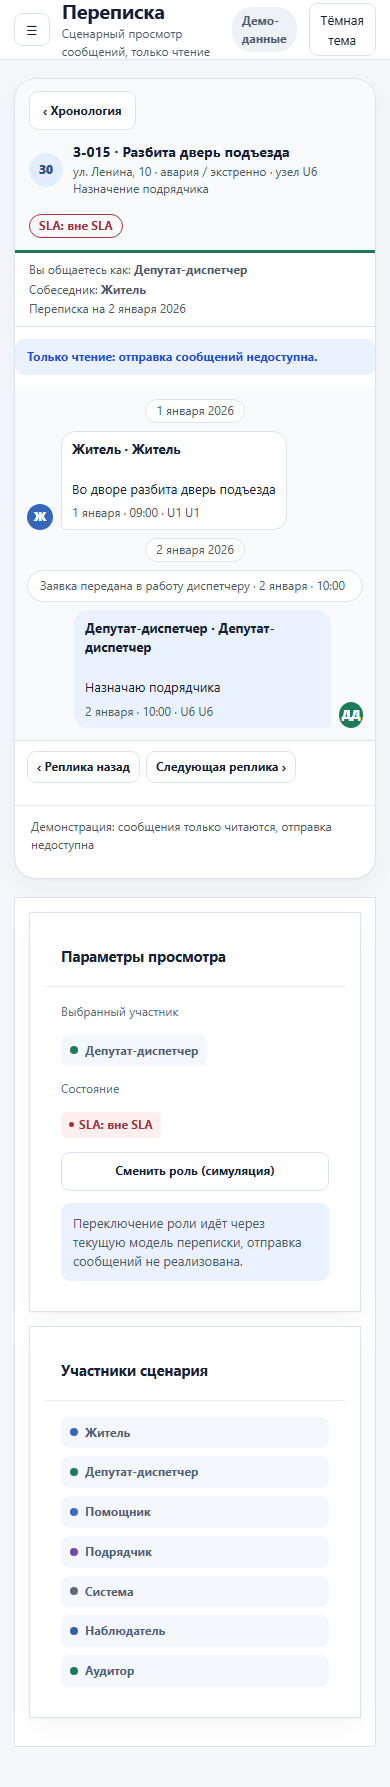 ☰
Переписка
Сценарный просмотр
сообщений, только чтение
Демо-
данные
Тёмная
тема
‹ Хронология
30
З-015 · Разбита дверь подъезда
ул. Ленина, 10 · авария / экстренно · узел U6
Назначение подрядчика
SLA: вне SLA
Вы общаетесь как: Депутат-диспетчер
Собеседник: Житель
Переписка на 2 января 2026
Только чтение: отправка сообщений недоступна.
1 января 2026
Житель · Житель
Во дворе разбита дверь подъезда
1 января · 09:00 · U1 U1
Ж
2 января 2026
Заявка передана в работу диспетчеру · 2 января · 10:00
Депутат-диспетчер · Депутат-
диспетчер
Назначаю подрядчика
2 января · 10:00 · U6 U6
ДД
‹ Реплика назад
Следующая реплика ›
Демонстрация: сообщения только читаются, отправка
недоступна
Параметры просмотра
Выбранный участник
Депутат-диспетчер
Состояние
SLA: вне SLA
Сменить роль (симуляция)
Переключение роли идёт через
текущую модель переписки, отправка
сообщений не реализована.
Участники сценария
Житель
Депутат-диспетчер
Помощник
Подрядчик
Система
Наблюдатель
Аудитор